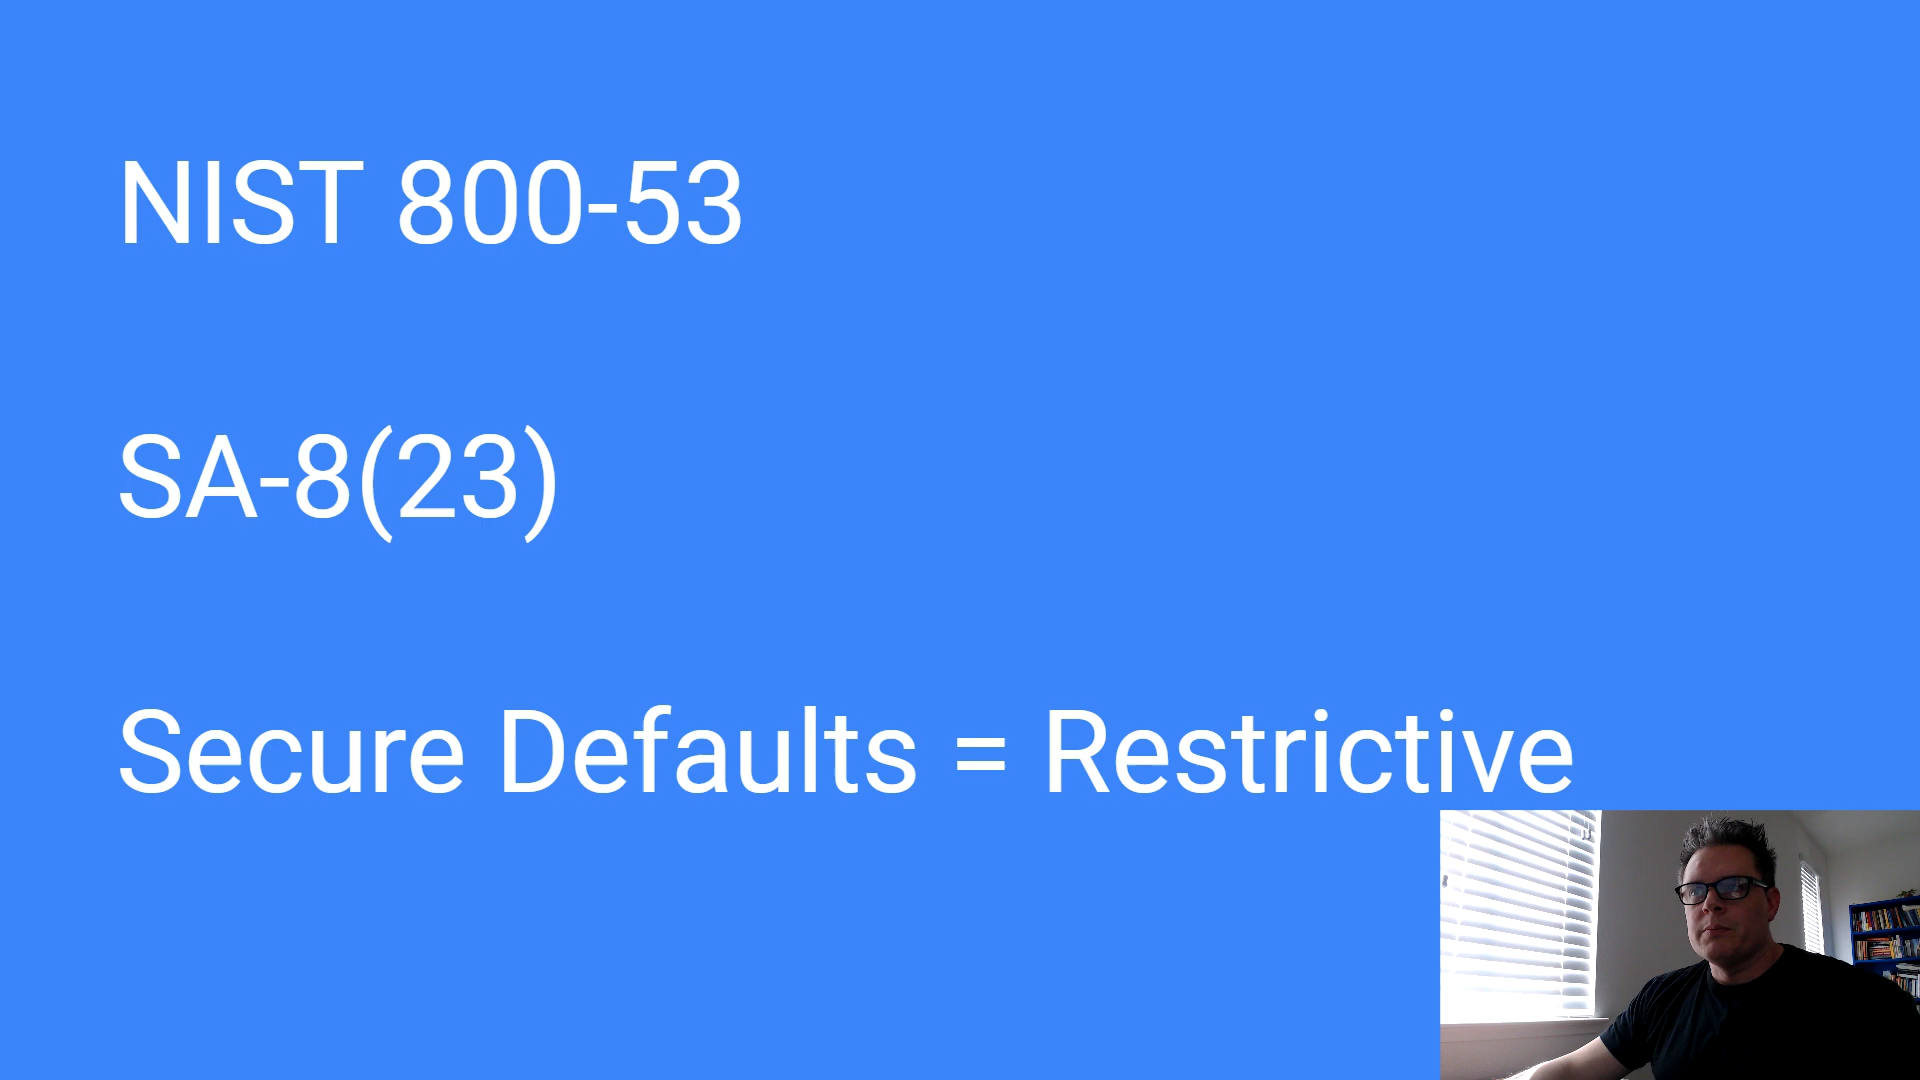 NIST 800-53
SA-8(23)
Secure Defaults = Restrictive